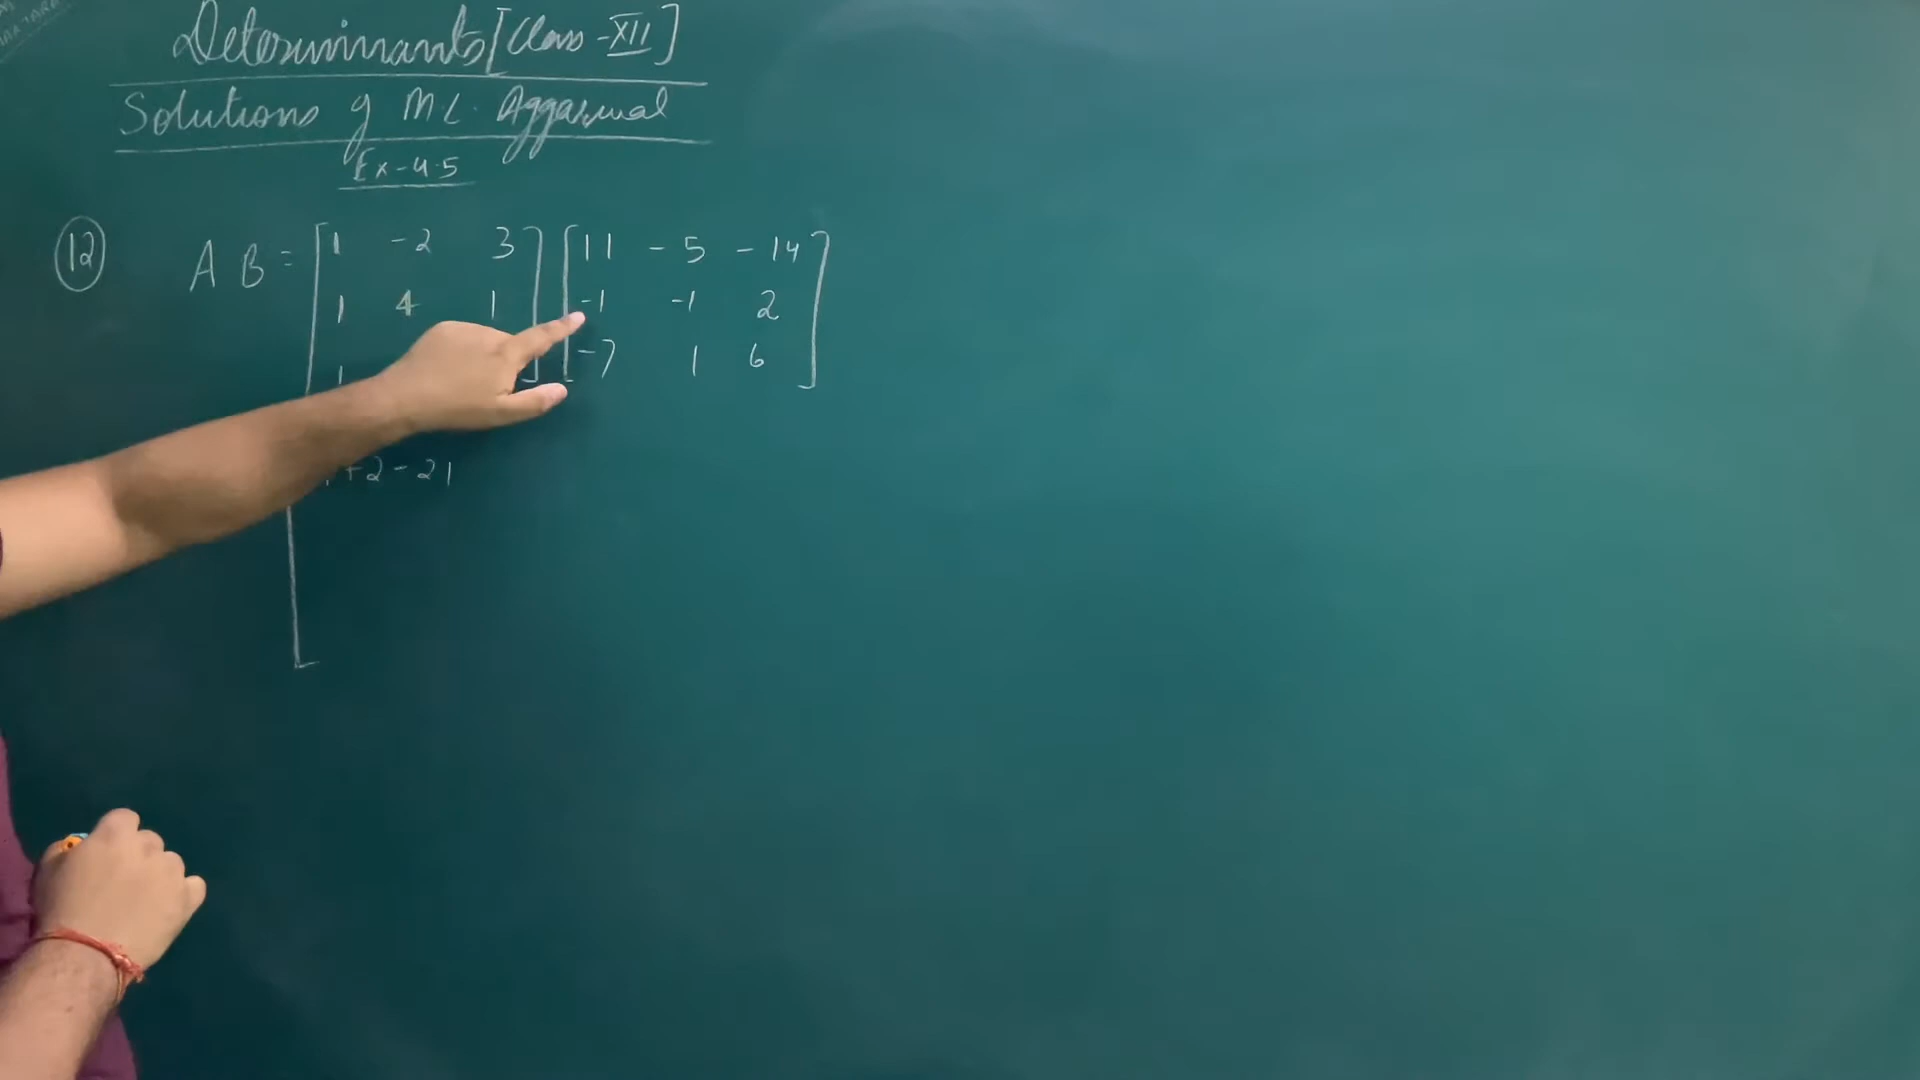 Determinants [Class - XII]
Solutions of M.L. Aggarwal
Ex-4.5
12 A B = [1 -2 3] [11 -5 -14]
1 4 1 -1 -1 2
1 -7 1 6
+2-21